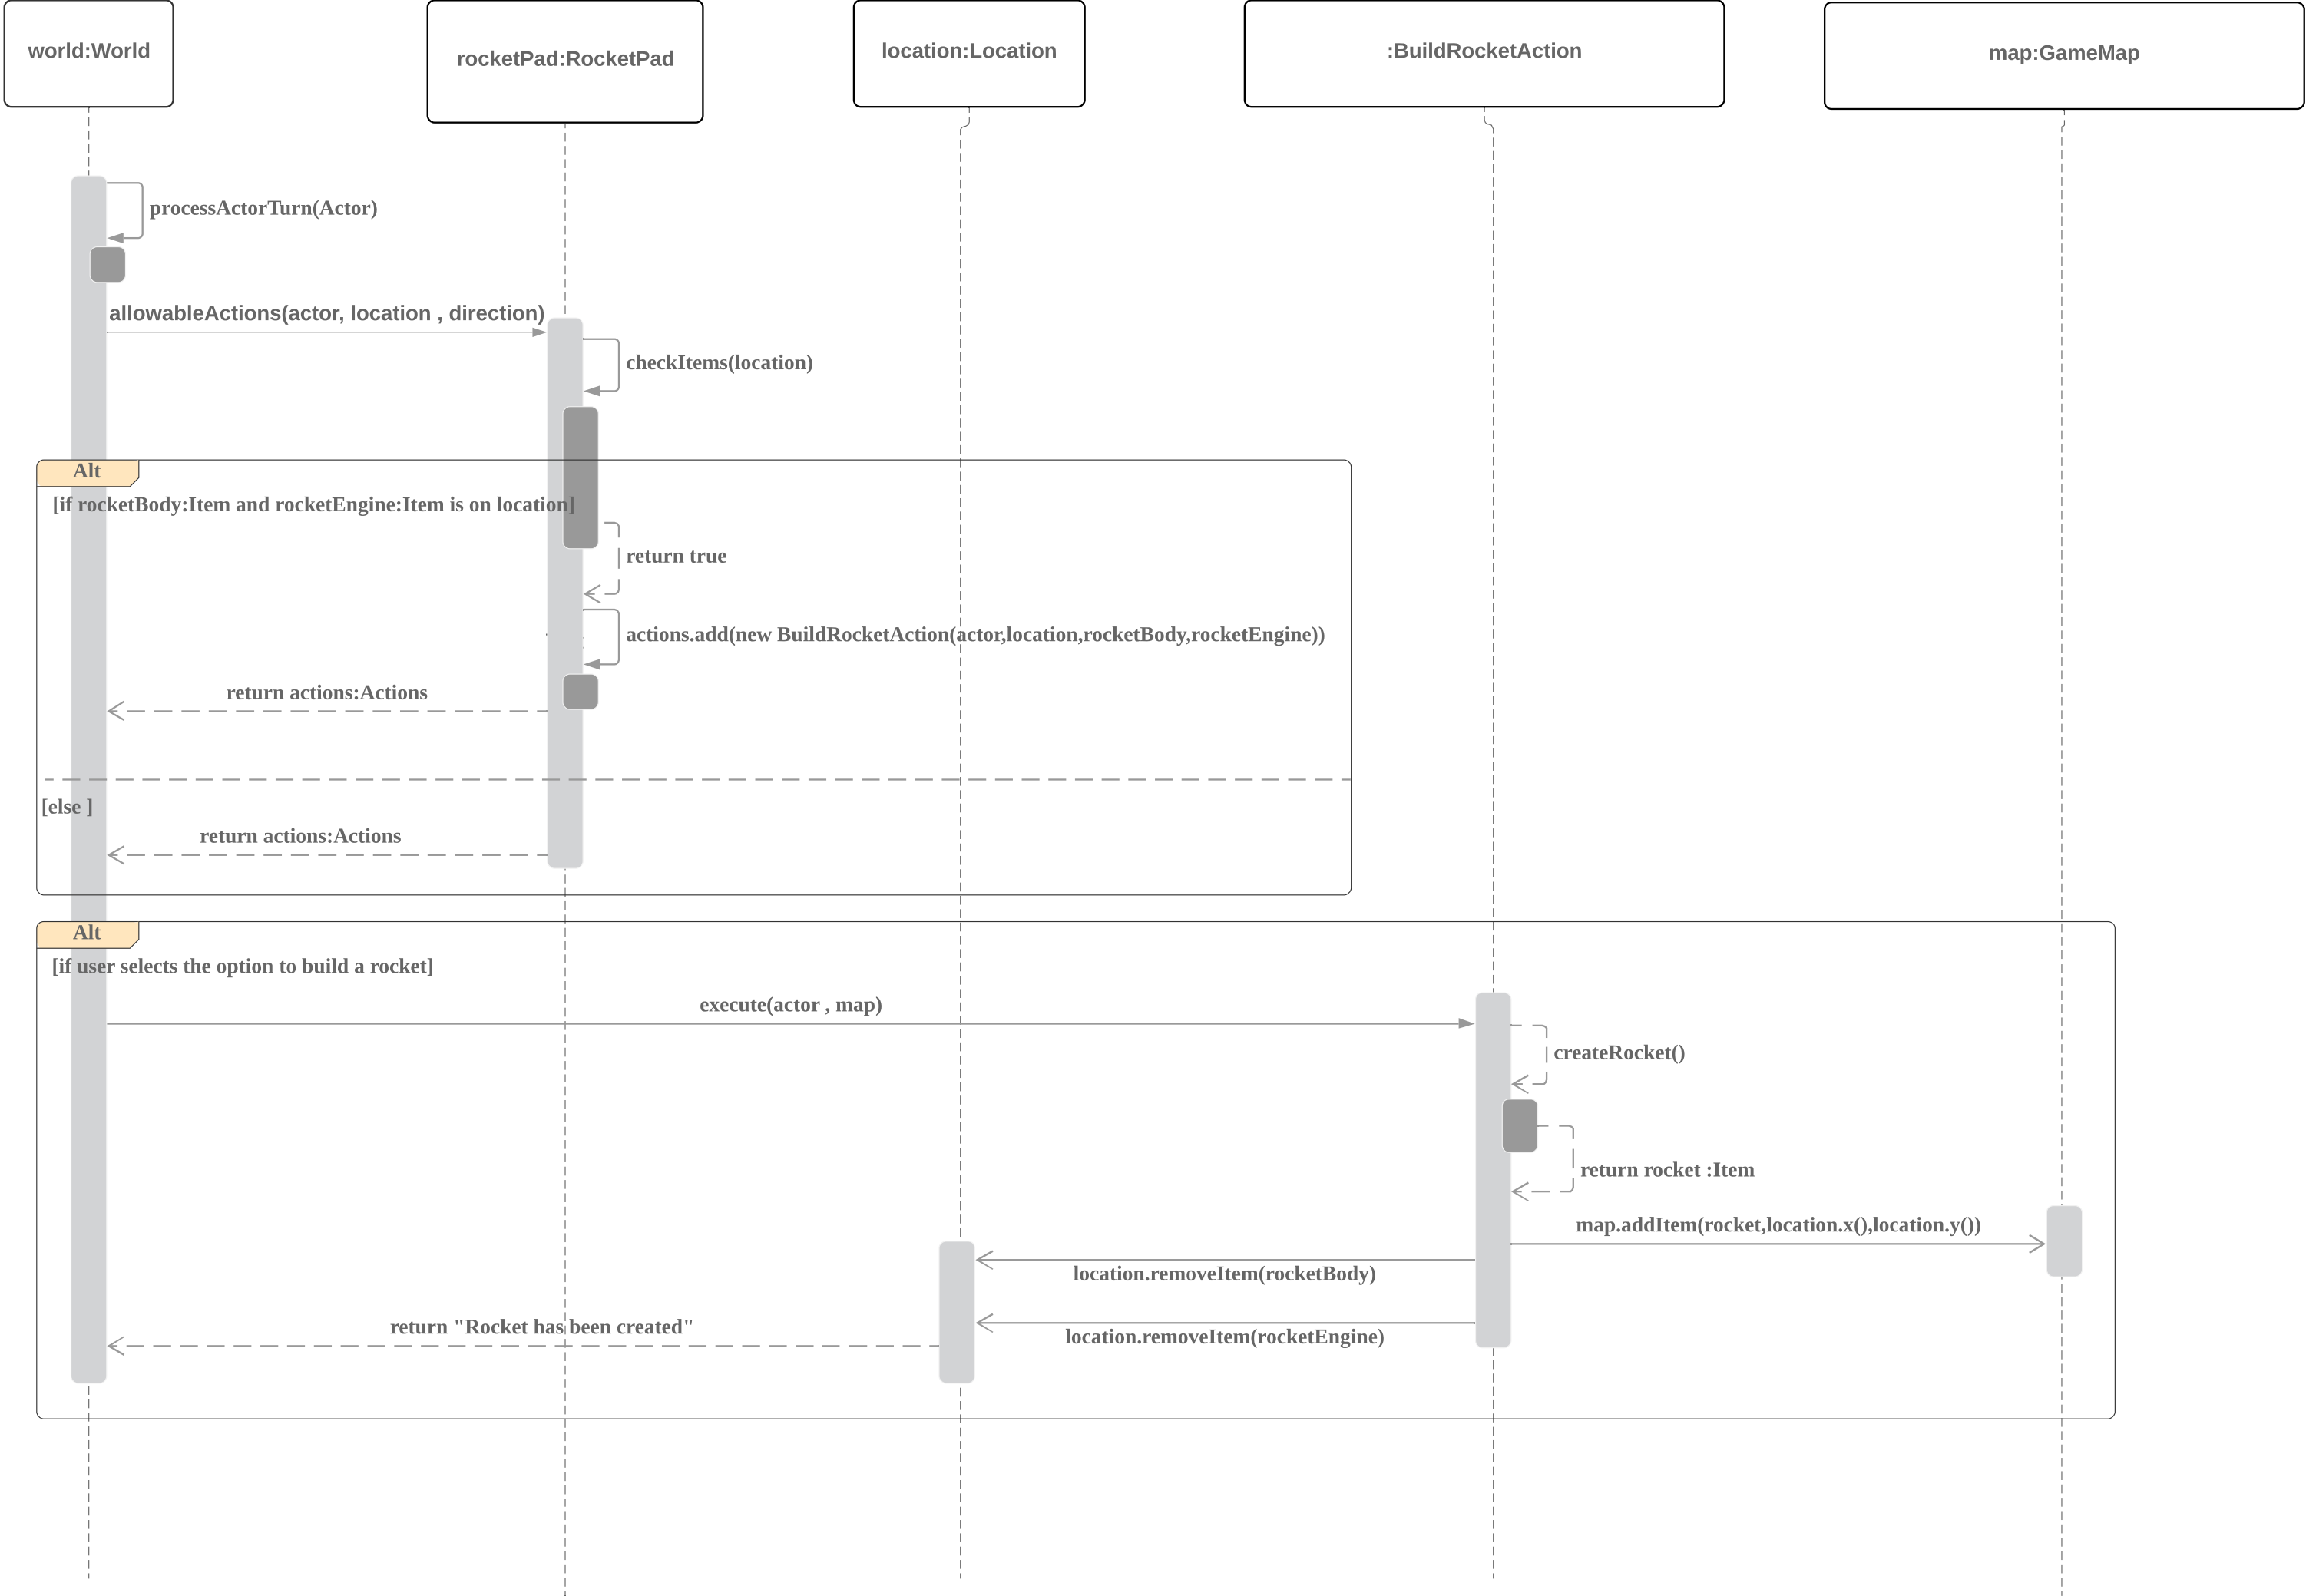 world:World
rocketPad:RocketPad
location:Location
:BuildRocketAction
map:GameMap
processActorTurn(Actor)
allowableActions(actor, location , direction)
checkItems(location)
Alt
[if rocketBody:Item and rocketEngine:Item is on location]
return true
actions.add(new BuildRocketAction(actor,location,rocketBody,rocketEngine))
return actions:Actions
[else ]
return actions:Actions
Alt
[if user selects the option to build a rocket]
execute(actor , map)
createRocket()
return rocket :Item
map.addItem(rocket,location.x(),location.y())
location.removeItem(rocketBody)
return "Rocket has been created"
location.removeItem(rocketEngine)